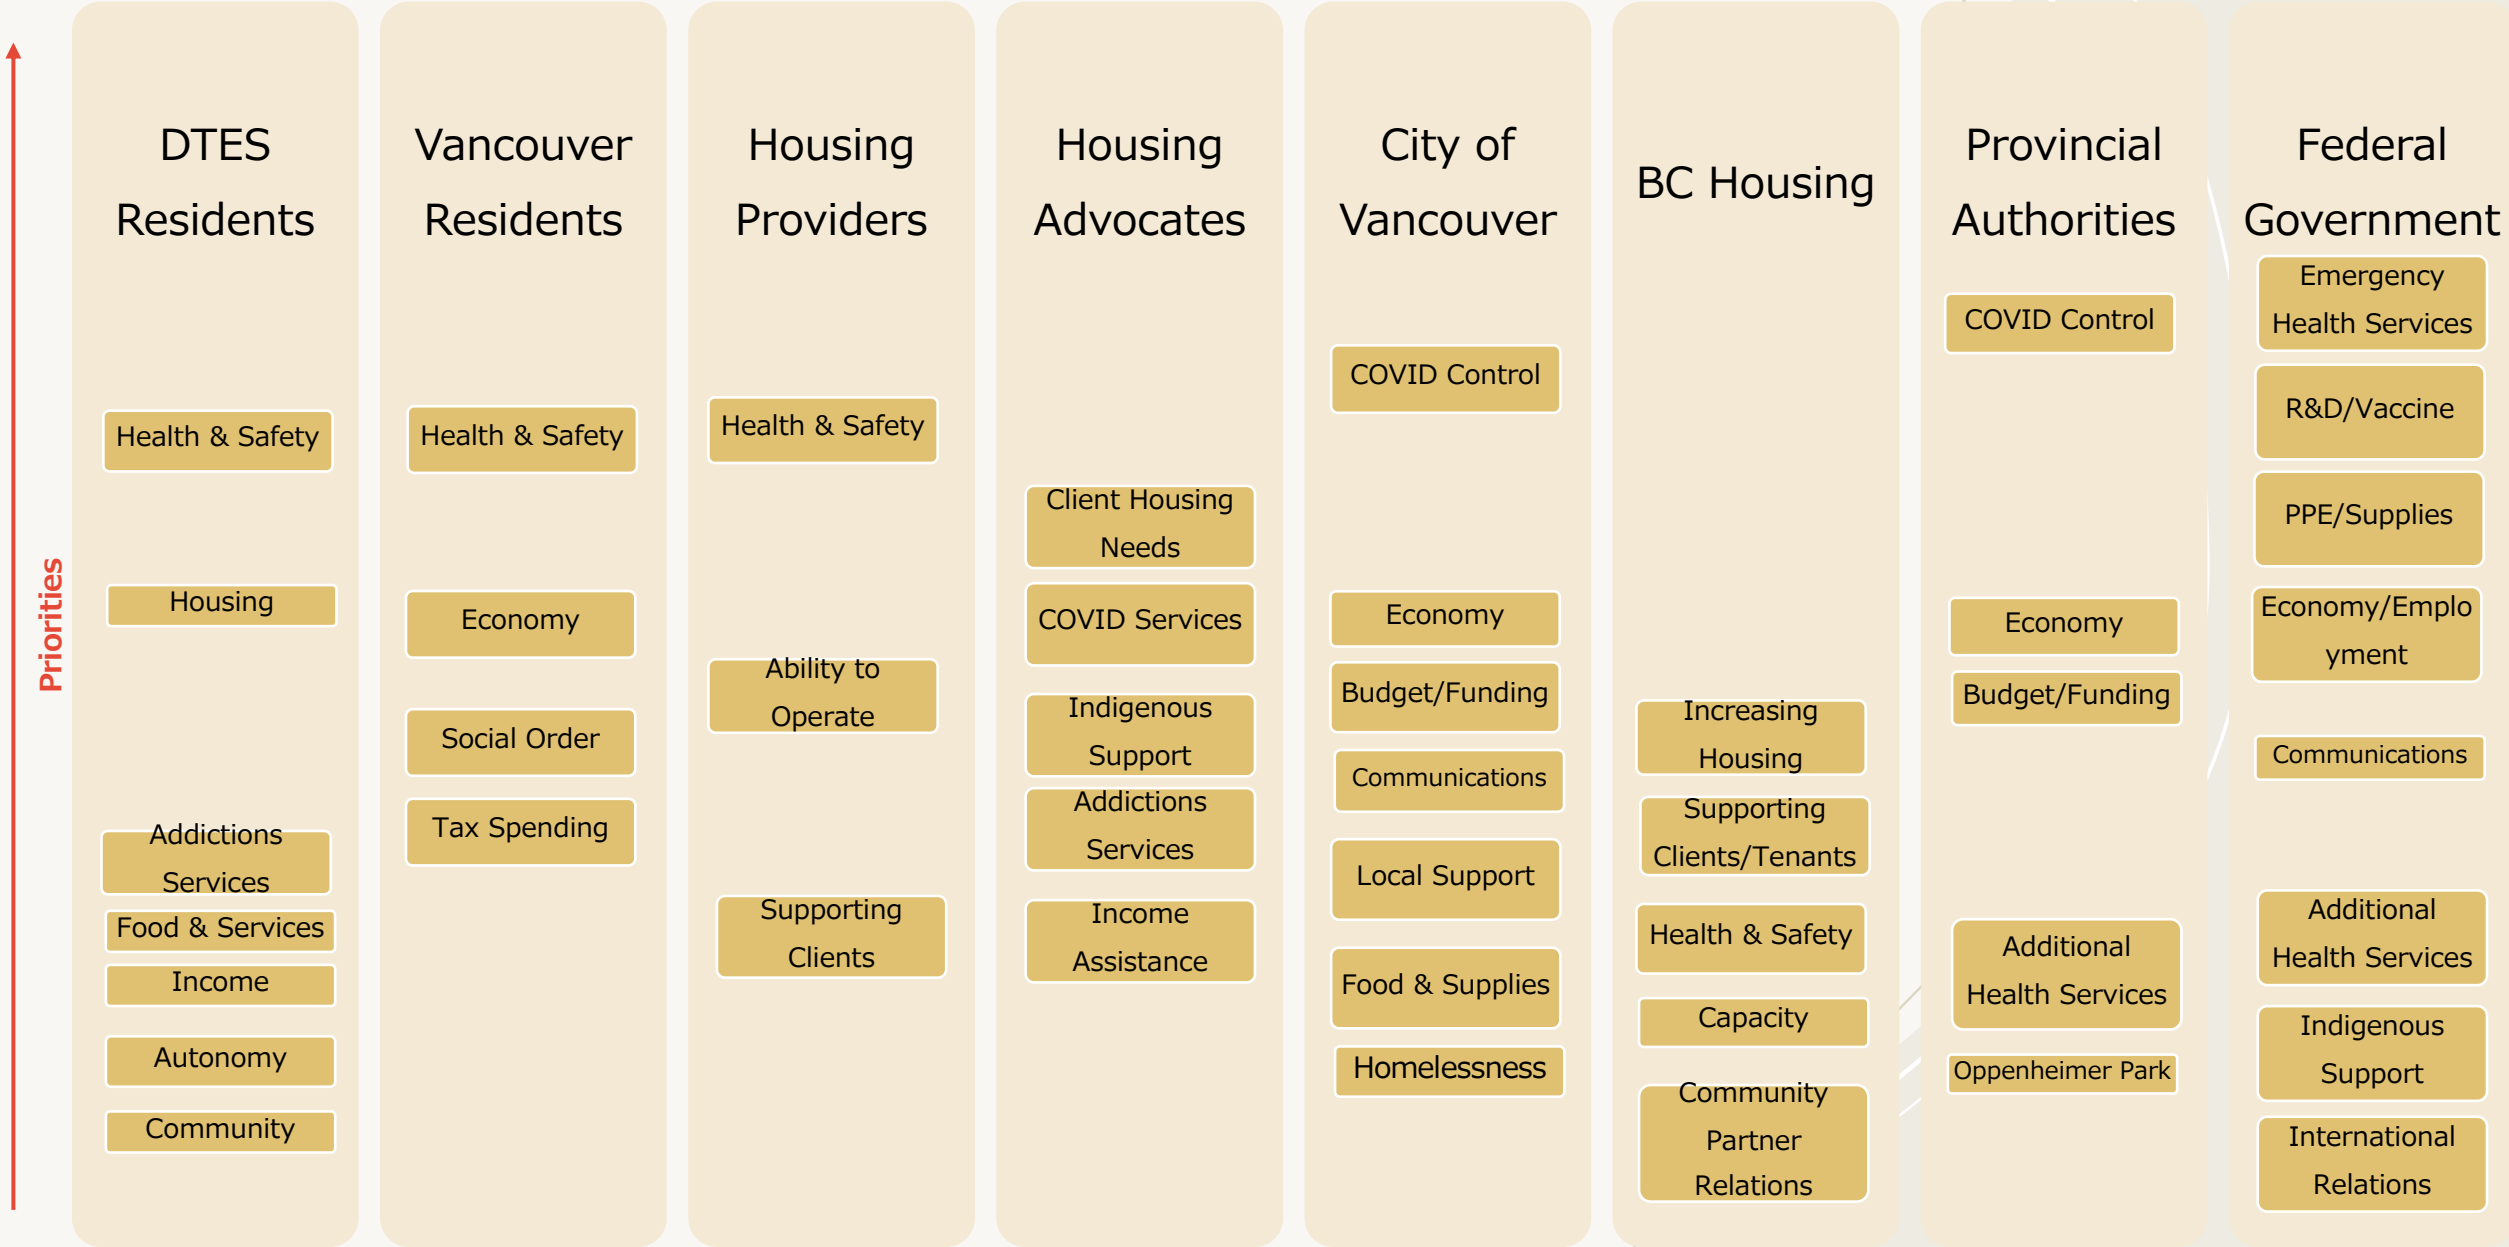 Priorities
DTES
Residents
Health & Safety
Housing
Addictions
Services
Food & Services
Income
Autonomy
Community
Vancouver
Residents
Health & Safety
Economy
Social Order
Tax Spending
Housing
Providers
Health & Safety
Ability to
Operate
Supporting
Clients
Housing
Advocates
Client Housing
Needs
COVID Services
Indigenous
Support
Addictions
Services
Income
Assistance
City of
Vancouver
COVID Control
Economy
Budget/Funding
Communications
Local Support
Food & Supplies
Homelessness
BC Housing
Increasing
Housing
Supporting
Clients/Tenants
Health & Safety
Capacity
Community
Partner
Relations
Provincial
Authorities
COVID Control
Economy
Budget/Funding
Additional
Health Services
Oppenheimer Park
Federal
Government
Emergency
Health Services
R&D/Vaccine
PPE/Supplies
Economy/Emplo
yment
Communications
Additional
Health Services
Indigenous
Support
International
Relations